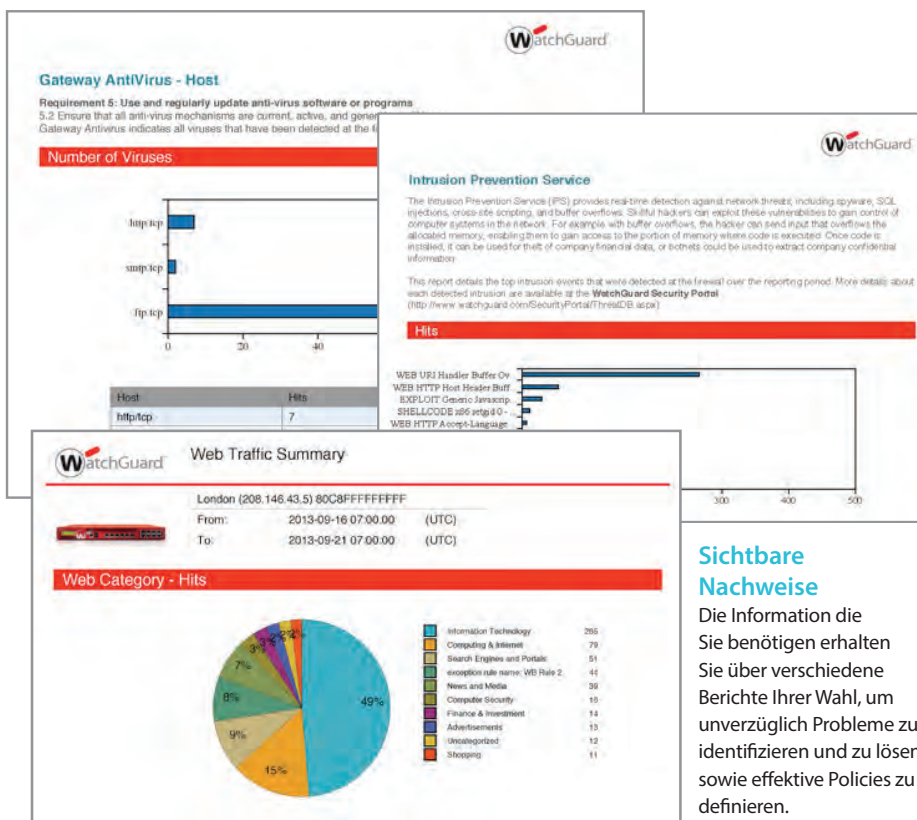 WatchGuard
Gateway AntiVirus - Host
Requirement 5: Use and regularly update anti-virus software or programs
5.2 Ensure that all anti-virus mechanisms are current, active, and gener
Gateway Antivirus indicates all viruses that have been detected at the
Number of Viruses
http/tcp
smtp/tcp
ftp/tcp
0 20 40
Host Hits
http/tcp 7
WatchGuard
Intrusion Prevention Service
The Intrusion Prevention Service (IPS) provides real-time detection against network threats, including spyware, SQL
injections, cross-site scripting, and buffer overflows. Skillful hackers can exploit these vulnerabilities to gain control of
computer systems in the network. For example with buffer overflows, the hacker can send input that overflows the
allocated memory, enabling them to gain access to the portion of memory where code is executed. Once code is
installed, it can be used for theft of company financial data, or botnets could be used to extract company confidential
information.
This report details the top intrusion events that were detected at the firewall over the reporting period. More details about
each detected intrusion are available at the WatchGuard Security Portal
(http://www.watchguard.com/SecurityPortal/ThreatDB.aspx)
Hits
WEB URI Handler Buffer Ov
WEB HTTP Host Header Buff
EXPLOIT Generic Javascrip
SHELLCODE x86 setgid 0 -
WEB HTTP Accept-Language
300 400 500
WatchGuard
Web Traffic Summary
London (208.146.43.5) 80C8FFFFFFFFF
From: 2013-09-16 07:00:00 (UTC)
To: 2013-09-21 07:00:00 (UTC)
Web Category - Hits
49%
15%
9%
8%
7%
3%
3%
2%
2%
2%
Information Technology 265
Computing & Internet 79
Search Engines and Portals 51
exception rule name: WB Rule 2 44
News and Media 39
Computer Security 16
Finance & Investment 14
Advertisements 13
Uncategorized 12
Shopping 11
Sichtbare
Nachweise
Die Information die
Sie benötigen erhalten
Sie über verschiedene
Berichte Ihrer Wahl, um
unverzüglich Probleme zu
identifizieren und zu lösen
sowie effektive Policies zu
definieren.